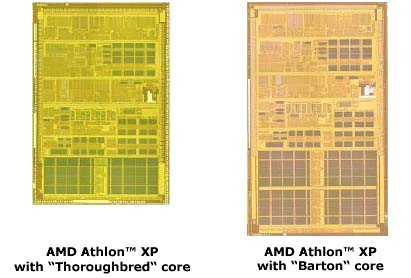 AMD Athlon™ XP
with “Thoroughbred“ core
AMD Athlon™ XP
with “Barton“ core